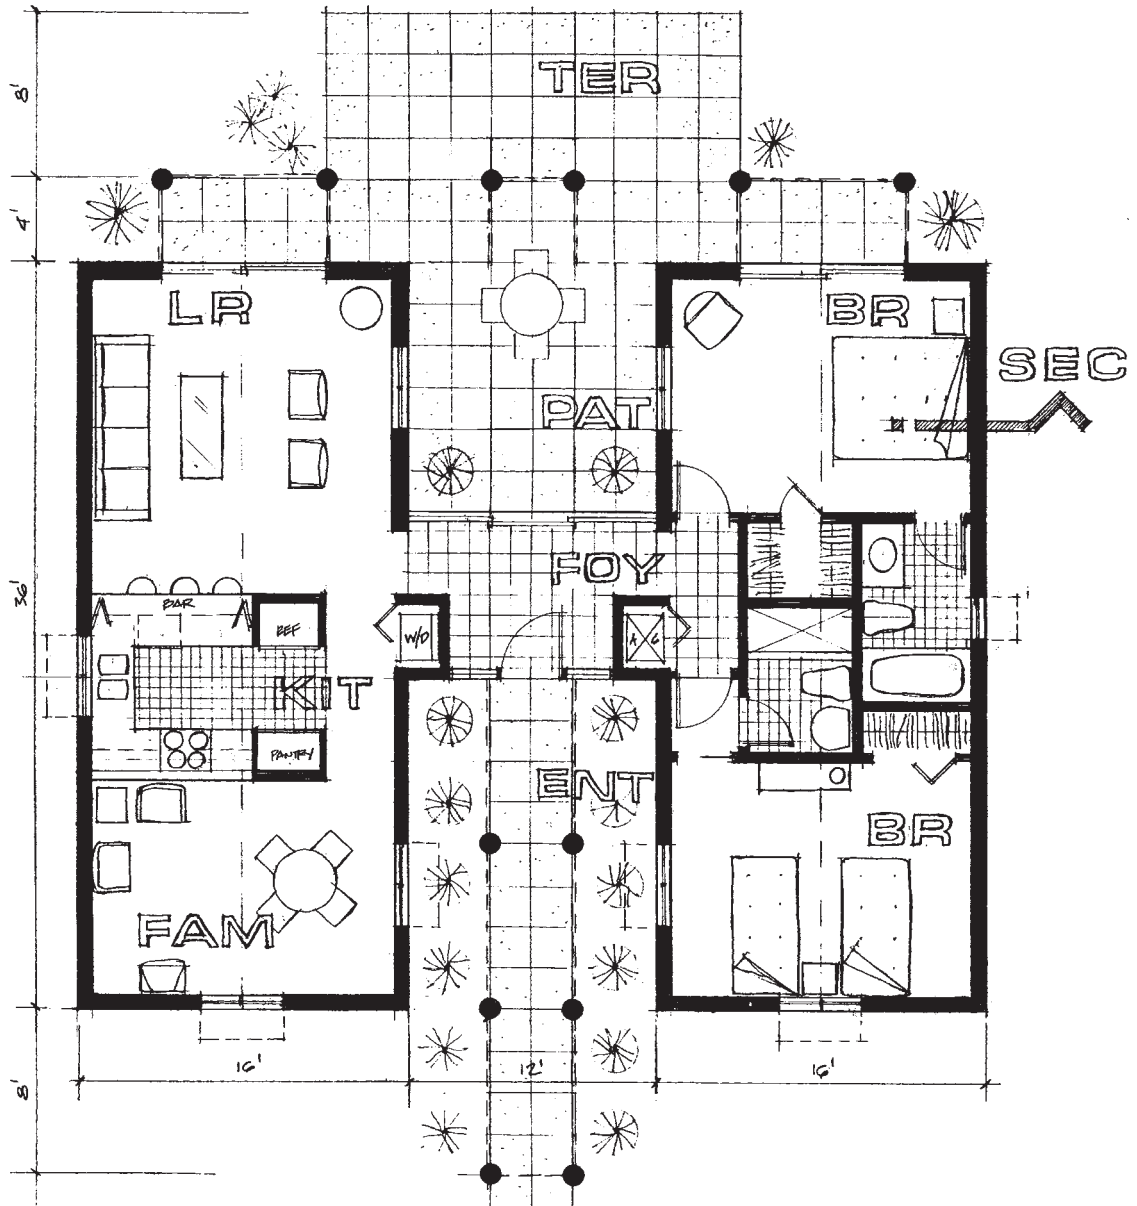 8'
TER
4'
LR
BR
SEC
PAT
FOY
36'
BAR
REF
W/D
A/C
KIT
PANTRY
ENT
BR
FAM
16'
12'
16'
8'